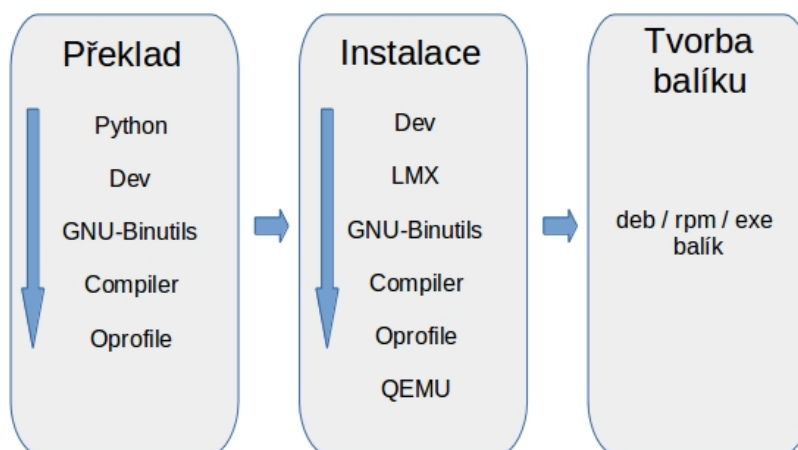 Překlad
Python
Dev
GNU-Binutils
Compiler
Oprofile
Instalace
Dev
LMX
GNU-Binutils
Compiler
Oprofile
QEMU
Tvorba
balíku
deb / rpm / exe
balík